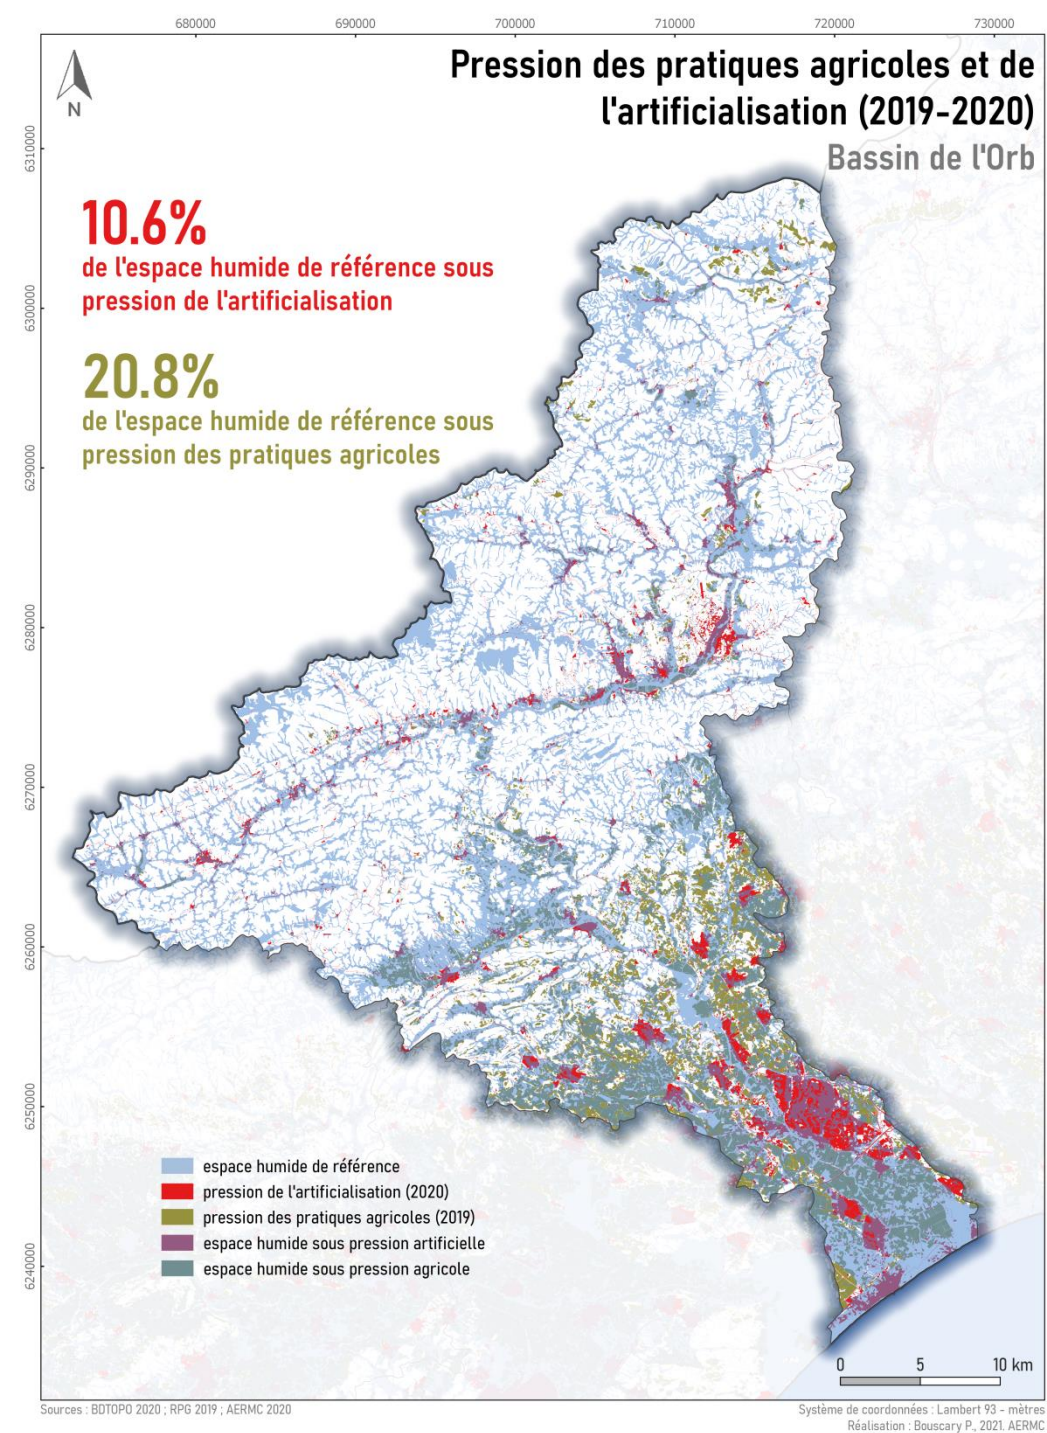 680000 690000 700000 710000 720000 730000
Pression des pratiques agricoles et de
l'artificialisation (2019-2020)
Bassin de l'Orb
N
6310000
10.6%
de l'espace humide de référence sous
pression de l'artificialisation
6300000
20.8%
de l'espace humide de référence sous
pression des pratiques agricoles
6290000
6280000
6270000
6260000
6250000
espace humide de référence
pression de l'artificialisation (2020)
pression des pratiques agricoles (2019)
espace humide sous pression artificielle
espace humide sous pression agricole
6240000
0 5 10 km
Sources : BDTOPO 2020 ; RPG 2019 ; AERMC 2020
Système de coordonnées : Lambert 93 - mètres
Réalisation : Bouscary P., 2021. AERMC